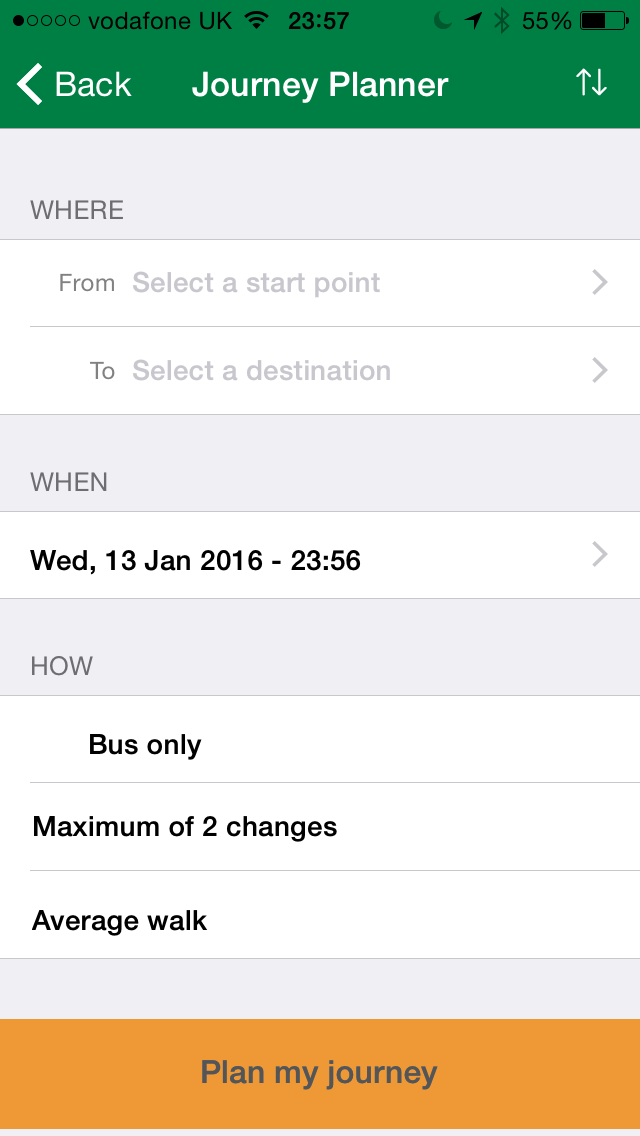 vodafone UK 23:57 55%
Back Journey Planner
WHERE
From Select a start point
To Select a destination
WHEN
Wed, 13 Jan 2016 - 23:56
HOW
Bus only
Maximum of 2 changes
Average walk
Plan my journey